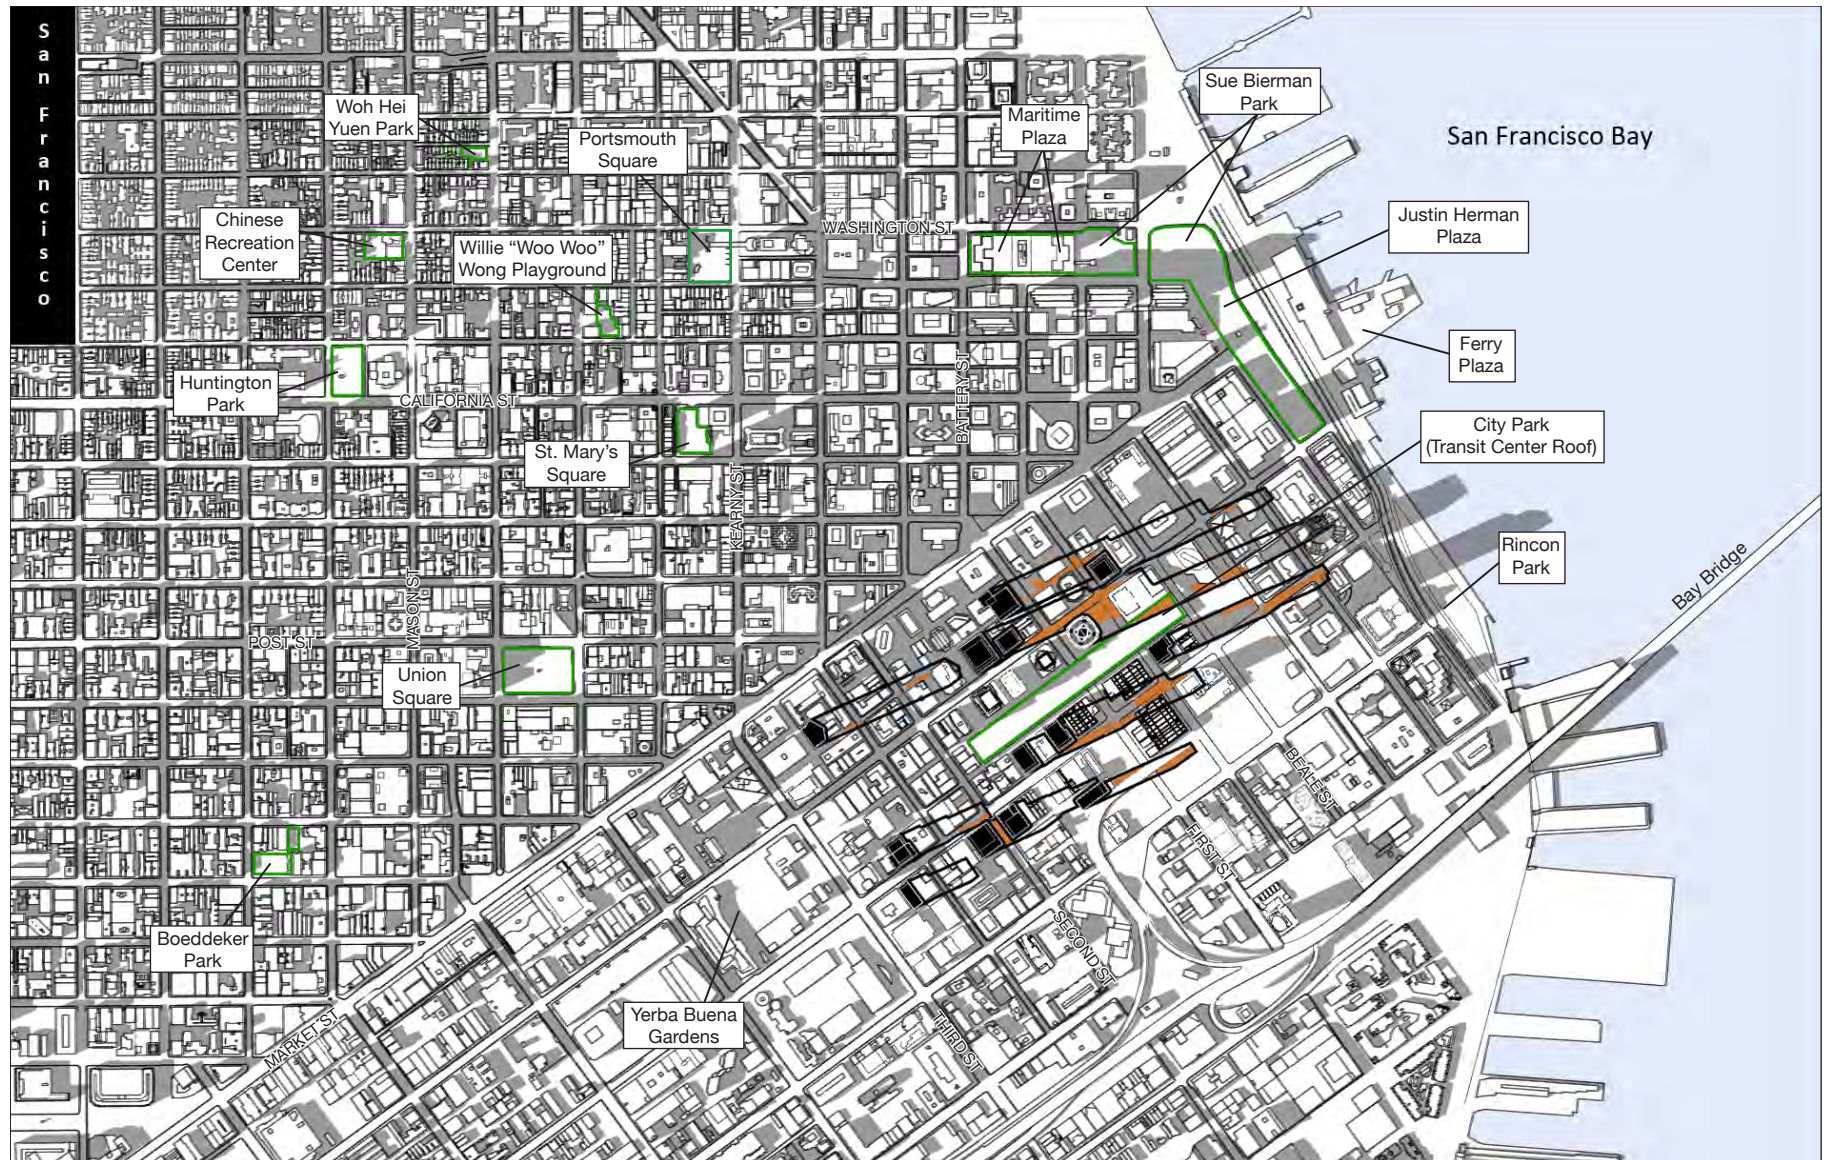 San Francisco
Woh Hei
Yuen Park
Portsmouth
Square
Maritime
Plaza
Sue Bierman
Park
San Francisco Bay
Chinese
Recreation
Center
Willie “Woo Woo”
Wong Playground
WASHINGTON ST
Justin Herman
Plaza
Ferry
Plaza
Huntington
Park
CALIFORNIA ST
BATTERY ST
St. Mary's
Square
KEARNY ST
City Park
(Transit Center Roof)
Rincon
Park
Bay Bridge
MASON ST
POST ST
Union
Square
BEALE ST
FIRST ST
Boeddeker
Park
SECOND ST
Yerba Buena
Gardens
THIRD ST
MARKET ST